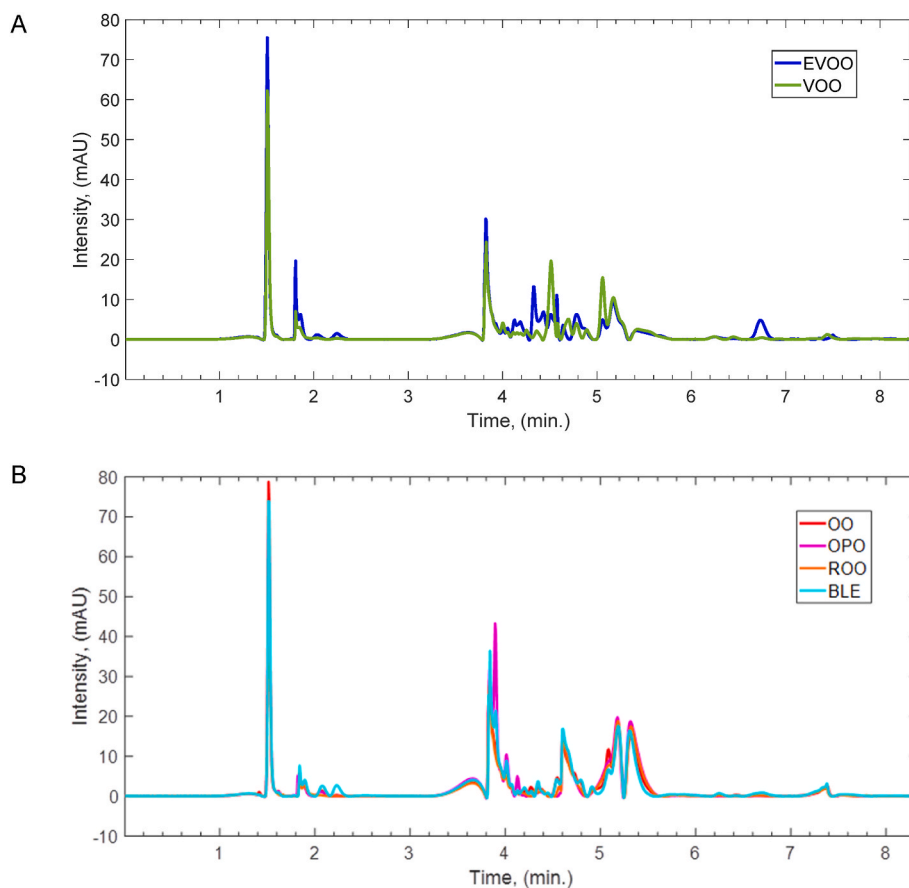 A
80
70
60
50
40
30
20
10
0
-10
Intensity, (mAU)
EVOO
VOO
1 2 3 4 5 6 7 8
Time, (min.)
B
80
70
60
50
40
30
20
10
0
-10
Intensity, (mAU)
OO
OPO
ROO
BLE
1 2 3 4 5 6 7 8
Time, (min.)